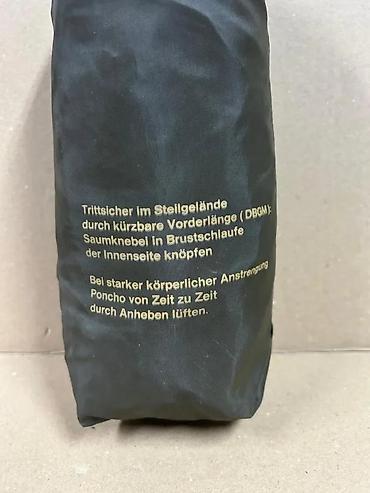 Trittsicher im Steilgelände
durch kürzbare Vorderlänge ( DBGM ):
Saumknebel in Brustschlaufe
der Innenseite knöpfen
Bei starker körperlicher Anstrengung
Poncho von Zeit zu Zeit
durch Anheben lüften.